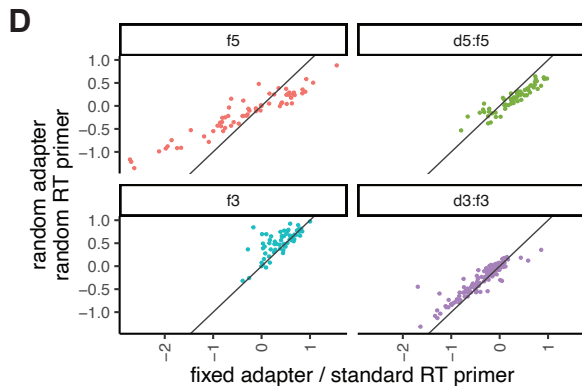 D
f5
d5:f5
1.0
0.5
0.0
−0.5
−1.0
f3
d3:f3
1.0
0.5
0.0
−0.5
−1.0
random adapter
random RT primer
−2
−1
0
1
−2
−1
0
1
fixed adapter / standard RT primer